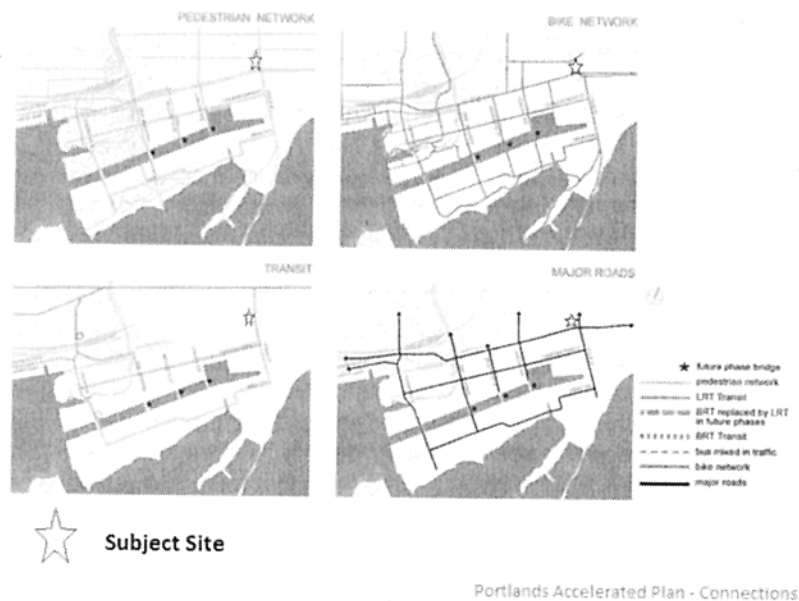 PEDESTRIAN NETWORK
BIKE NETWORK
TRANSIT
MAJOR ROADS
future phase bridge
pedestrian network
LRT Transit
BRT replaced by LRT
in future phases
BRT Transit
bus mixed in traffic
bike network
major roads
Subject Site
Portlands Accelerated Plan - Connections